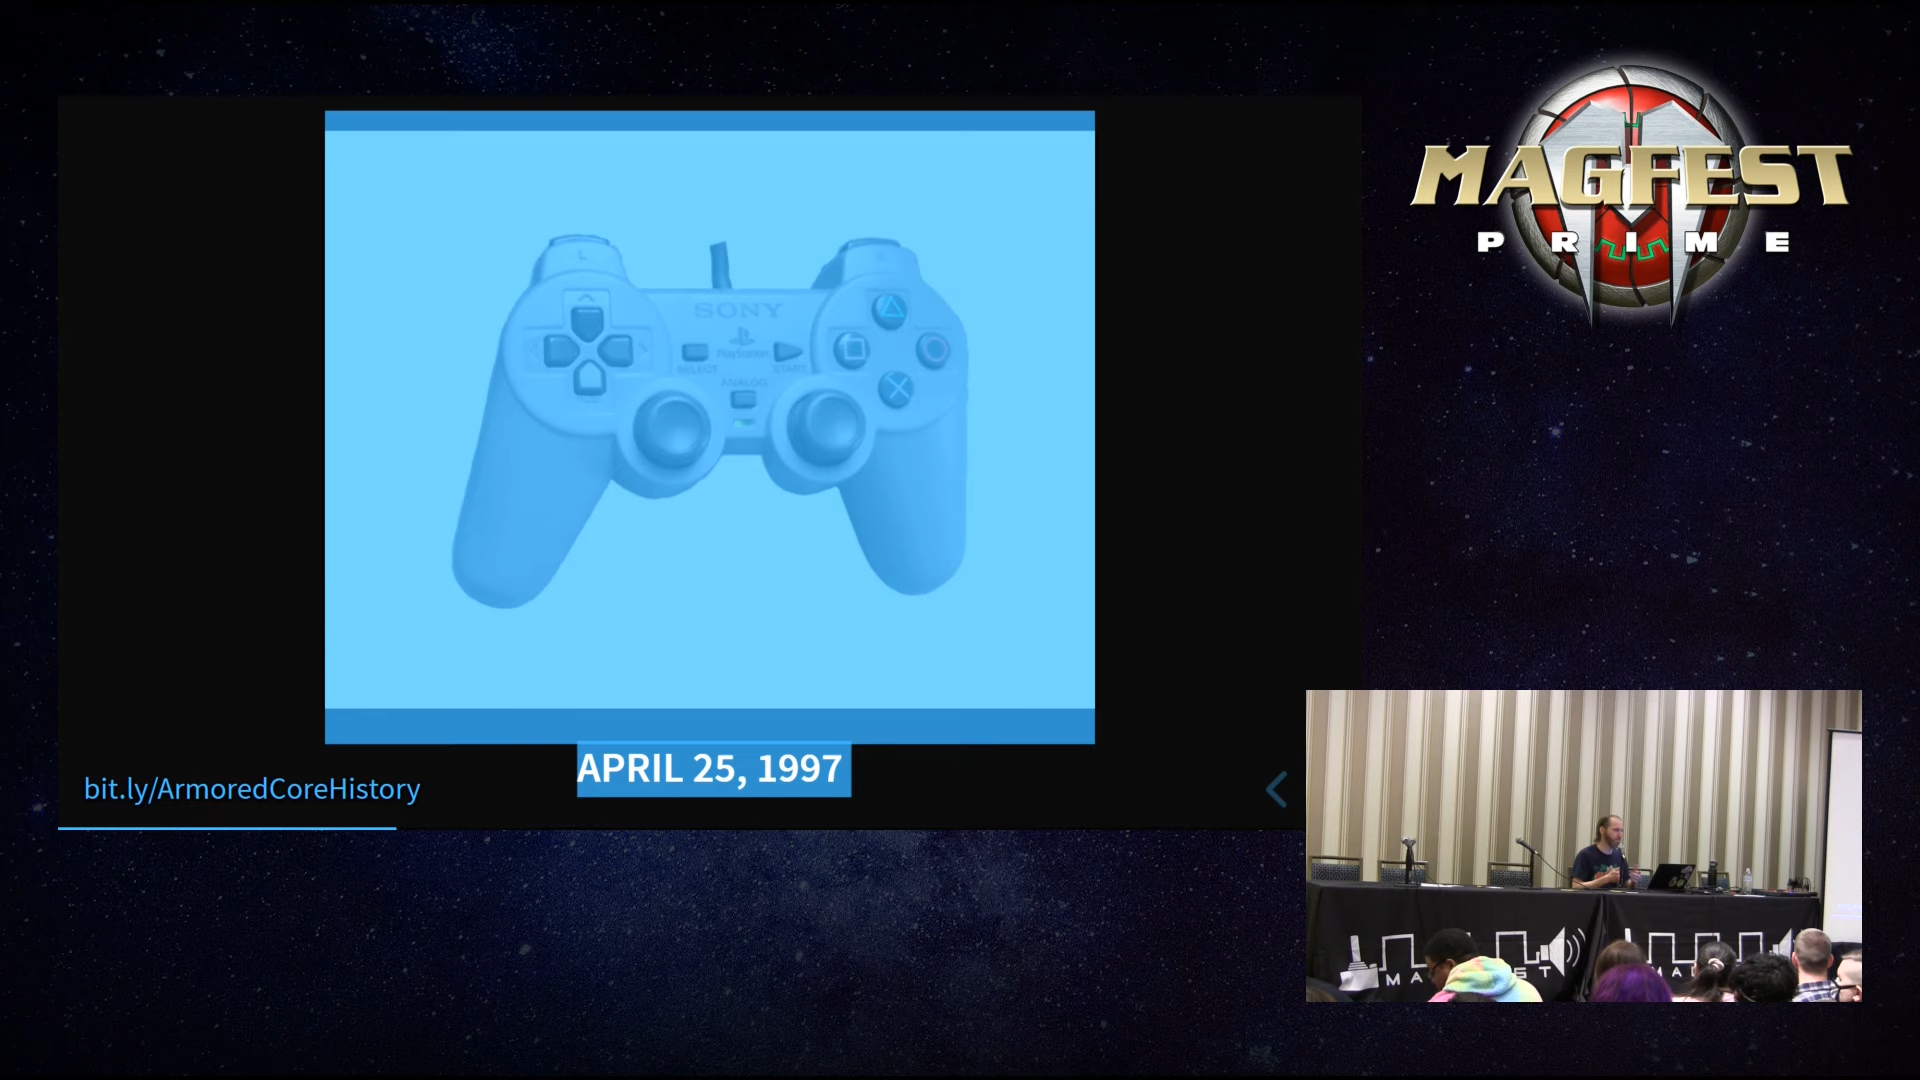 MAGFEST
PRIME
L
SONY
PlayStation
SELECT
START
ANALOG
APRIL 25, 1997
bit.ly/ArmoredCoreHistory